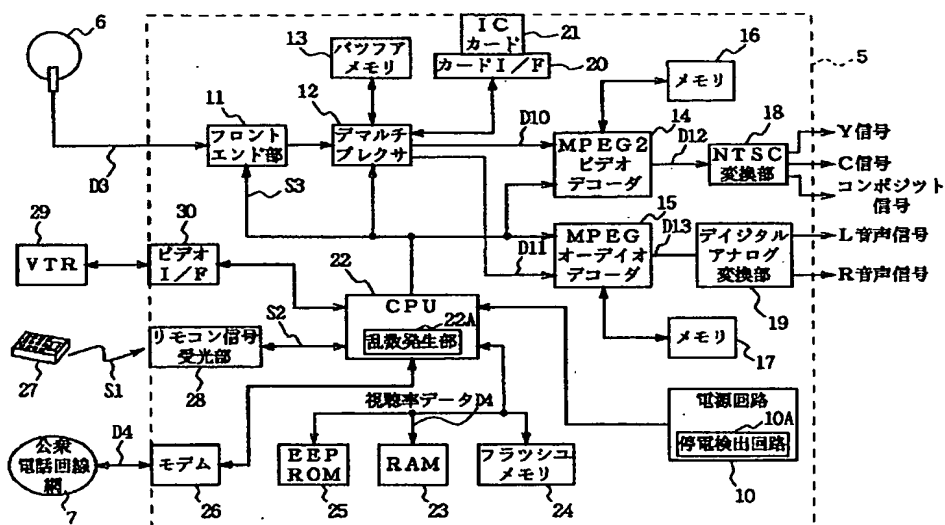 6
5
13
バツフア
メモリ
IC
カード
21
カードI/F
20
16
メモリ
11
フロント
エンド部
12
デマルチ
プレクサ
D3
S3
D10
14
MPEG2
ビデオ
デコーダ
D12
18
NTSC
変換部
Y信号
C信号
コンポジツト
信号
15
MPEG
オーデイオ
デコーダ
D11
D13
デイジタル
アナログ
変換部
19
L音声信号
R音声信号
メモリ
17
29
VTR
30
ビデオ
I/F
22
CPU
22A
乱数発生部
27
S1
リモコン信号
受光部
28
S2
視聴率データD4
電源回路
10A
停電検出回路
10
公衆
電話回線
網
7
D4
モデム
26
EEP
ROM
25
RAM
23
フラツシユ
メモリ
24